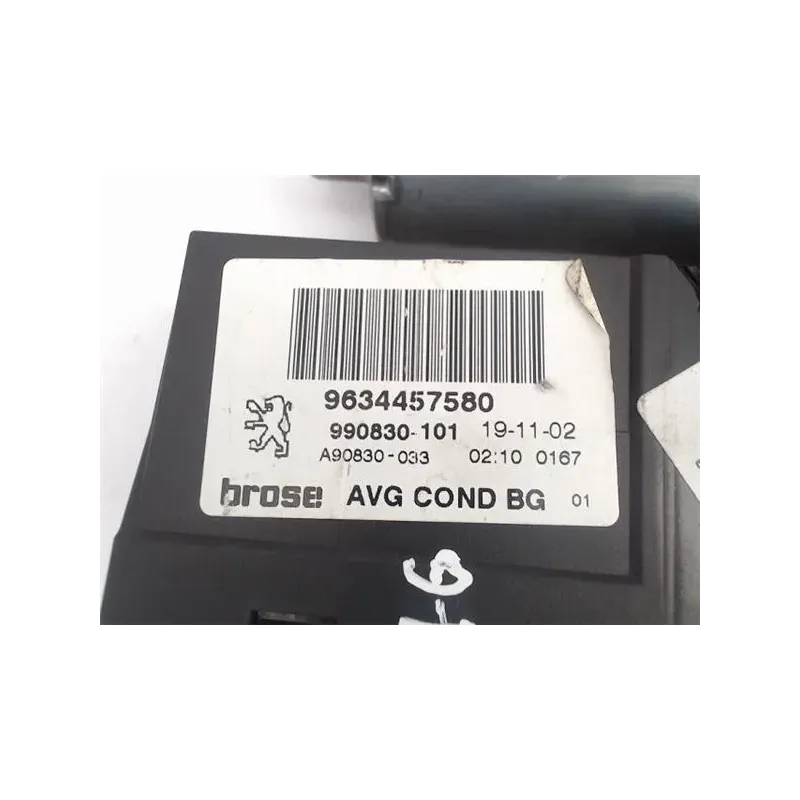 9634457580
990830-101 19-11-02
A90830-033 02:10 0167
brose AVG COND BG 01